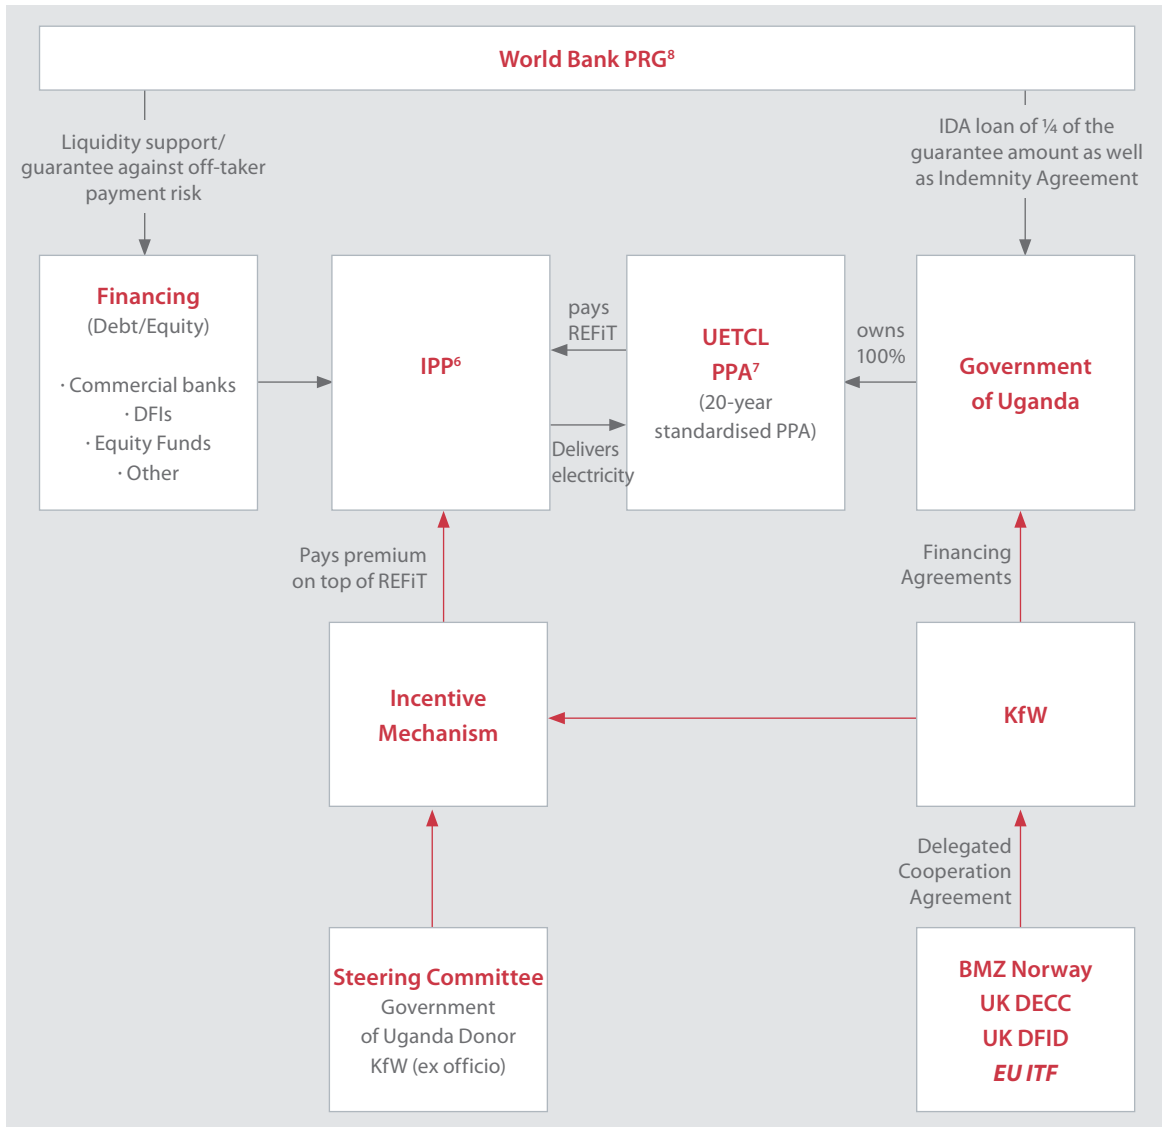 World Bank PRG⁸
Liquidity support/
guarantee against off-taker
payment risk
IDA loan of ¼ of the
guarantee amount as well
as Indemnity Agreement
Financing
(Debt/Equity)
· Commercial banks
· DFIs
· Equity Funds
· Other
IPP⁶
pays
REFiT
Delivers
electricity
UETCL
PPA⁷
(20-year
standardised PPA)
owns
100%
Government
of Uganda
Pays premium
on top of REFiT
Financing
Agreements
Incentive
Mechanism
KfW
Delegated
Cooperation
Agreement
Steering Committee
Government
of Uganda Donor
KfW (ex officio)
BMZ Norway
UK DECC
UK DFID
EU ITF